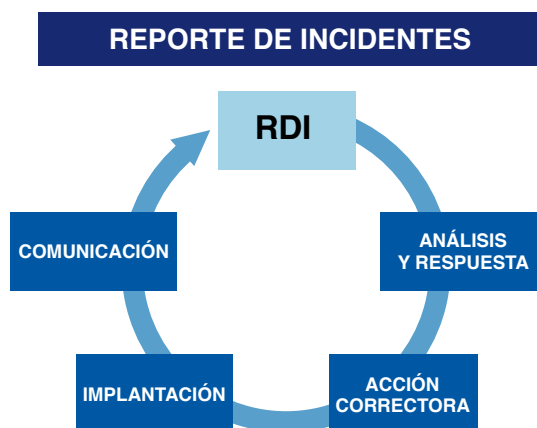 REPORTE DE INCIDENTES
RDI
ANÁLISIS
Y RESPUESTA
ACCIÓN
CORRECTORA
IMPLANTACIÓN
COMUNICACIÓN